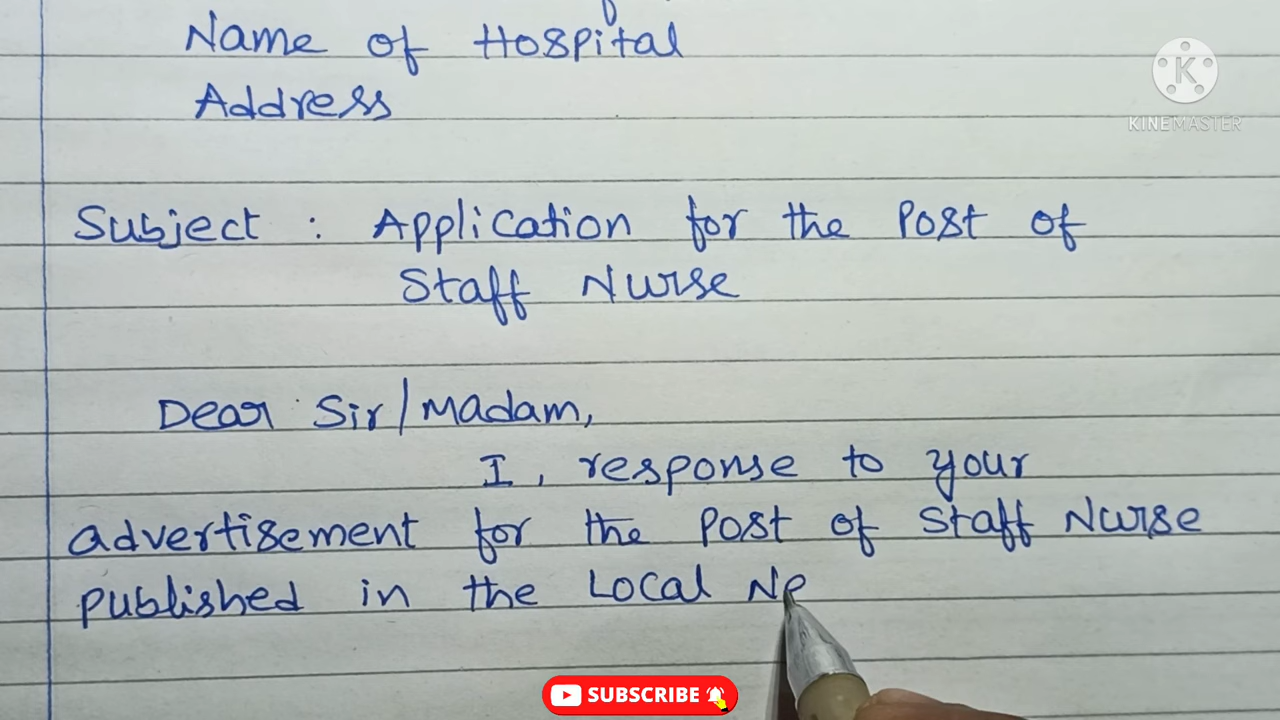 Name of Hospital
Address
KINEMASTER
Subject : Application for the Post of
Staff Nurse
Dear Sir/Madam,
I, response to your
advertisement for the Post of Staff Nurse
published in the Local Ne
SUBSCRIBE